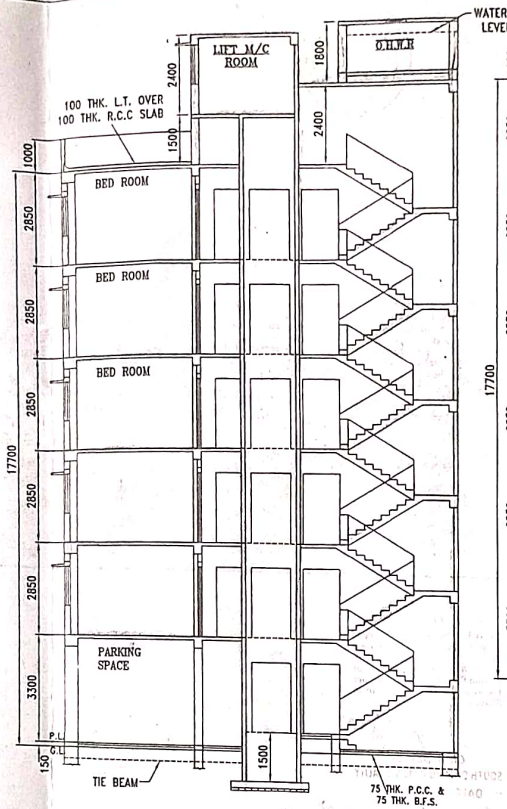 WATER
LEVEL
LIFT M/C
ROOM
O.H.W.R
1800
2400
100 THK. L.T. OVER
100 THK. R.C.C SLAB
1500
2400
1000
BED ROOM
2850
BED ROOM
2850
BED ROOM
2850
17700
17700
2850
2850
PARKING
SPACE
3300
P.L.
G.L.
150
1500
TIE BEAM
75 THK. P.C.C. &
75 THK. B.F.S.